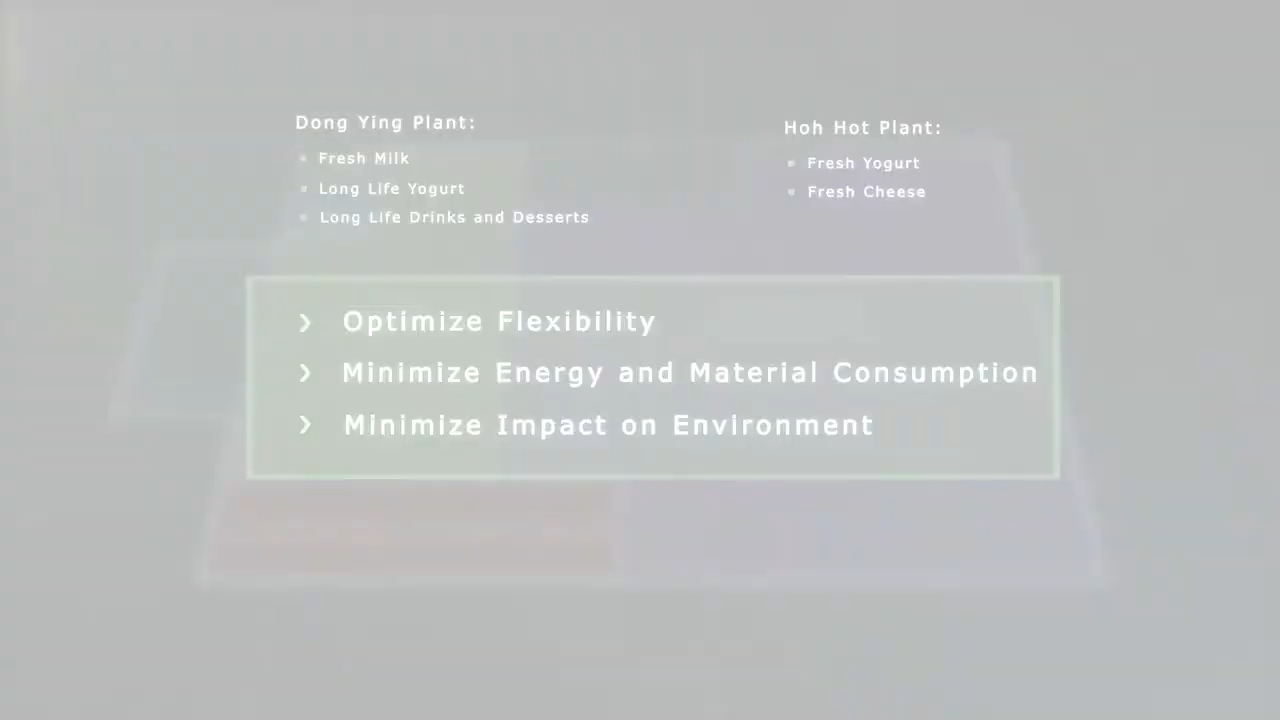 Dong Ying Plant:
Fresh Milk
Long Life Yogurt
Long Life Drinks and Desserts
Hoh Hot Plant:
Fresh Yogurt
Fresh Cheese
Optimize Flexibility
Minimize Energy and Material Consumption
Minimize Impact on Environment